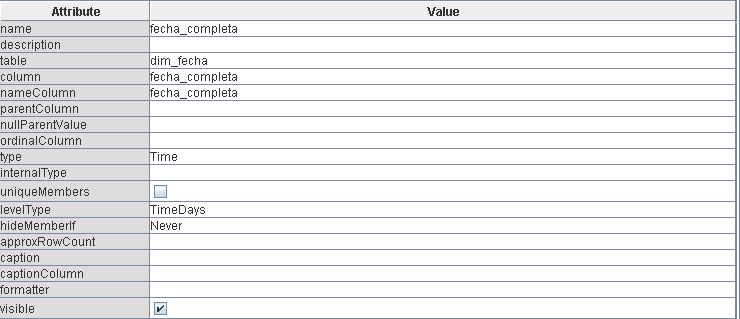 Attribute Value
name fecha_completa
description
table dim_fecha
column fecha_completa
nameColumn fecha_completa
parentColumn
nullParentValue
ordinalColumn
type Time
internalType
uniqueMembers
levelType TimeDays
hideMemberIf Never
approxRowCount
caption
captionColumn
formatter
visible